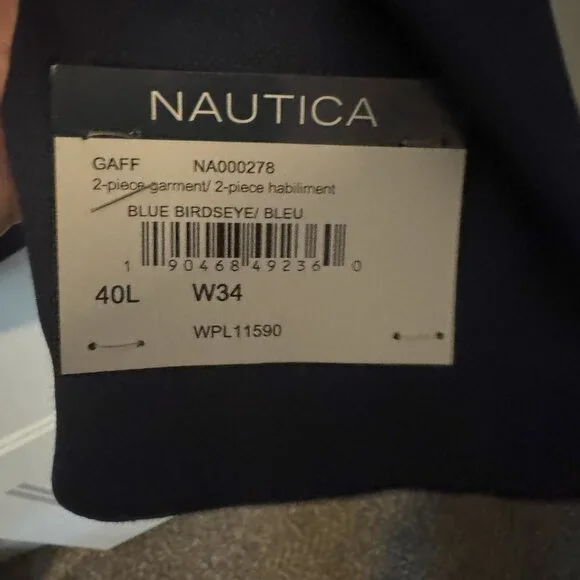 NAUTICA
GAFF NA000278
2-piece garment/ 2-piece habiliment
BLUE BIRDSEYE/ BLEU
1 90468 49236 0
40L W34
WPL11590